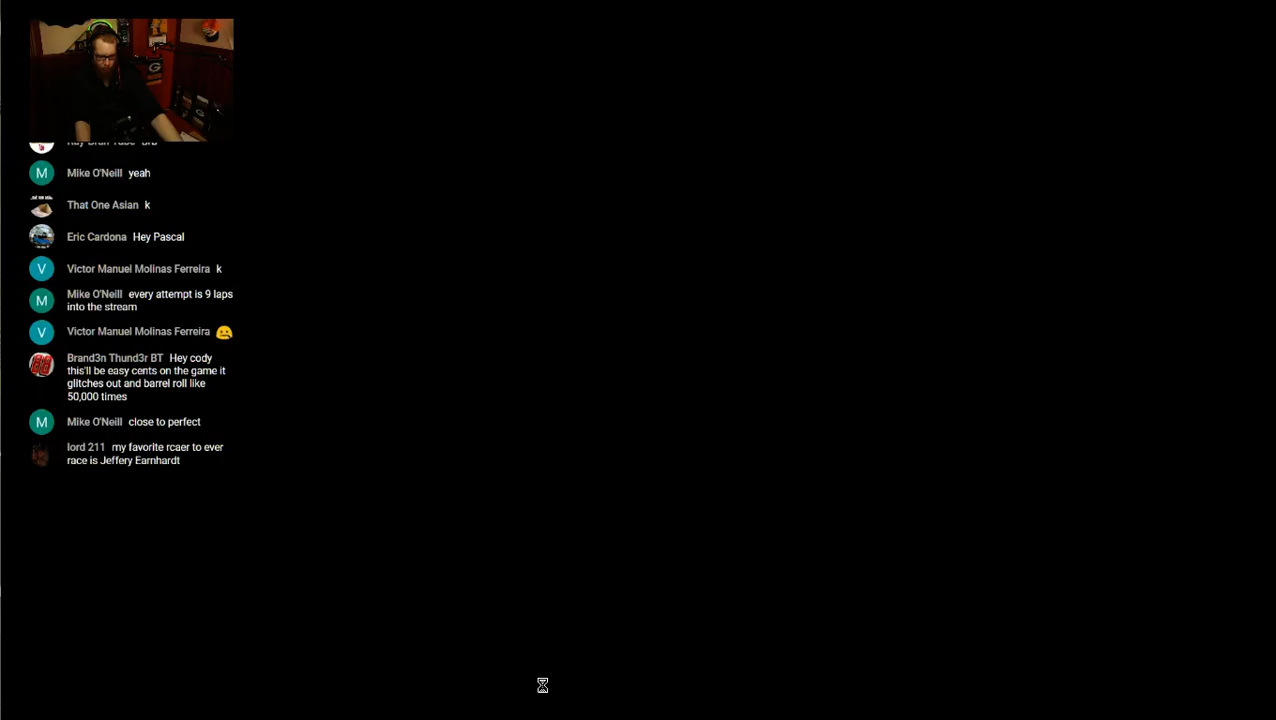 Mike O'Neill yeah
That One Asian k
Eric Cardona Hey Pascal
Victor Manuel Molinas Ferreira k
Mike O'Neill every attempt is 9 laps
into the stream
Victor Manuel Molinas Ferreira
Brand3n Thund3r BT Hey cody
this'll be easy cents on the game it
glitches out and barrel roll like
50,000 times
Mike O'Neill close to perfect
lord 211 my favorite rcaer to ever
race is Jeffery Earnhardt
M
V
M
V
M